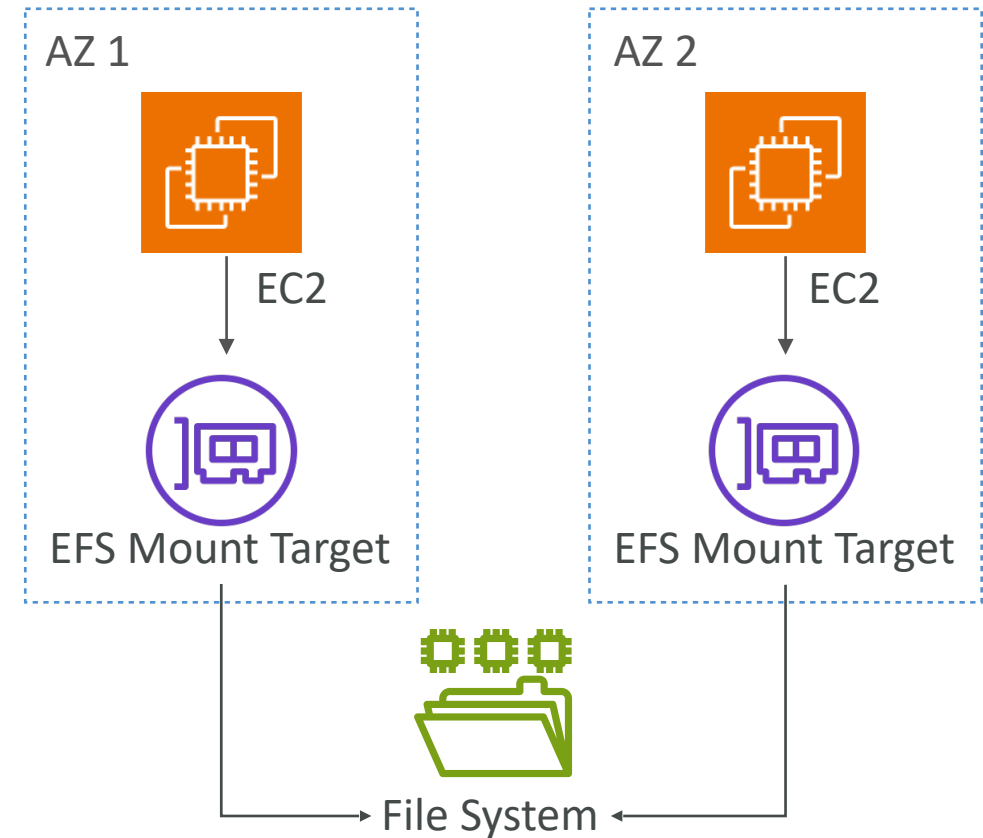 AZ 1
AZ 2
EC2
EC2
EFS Mount Target
EFS Mount Target
File System